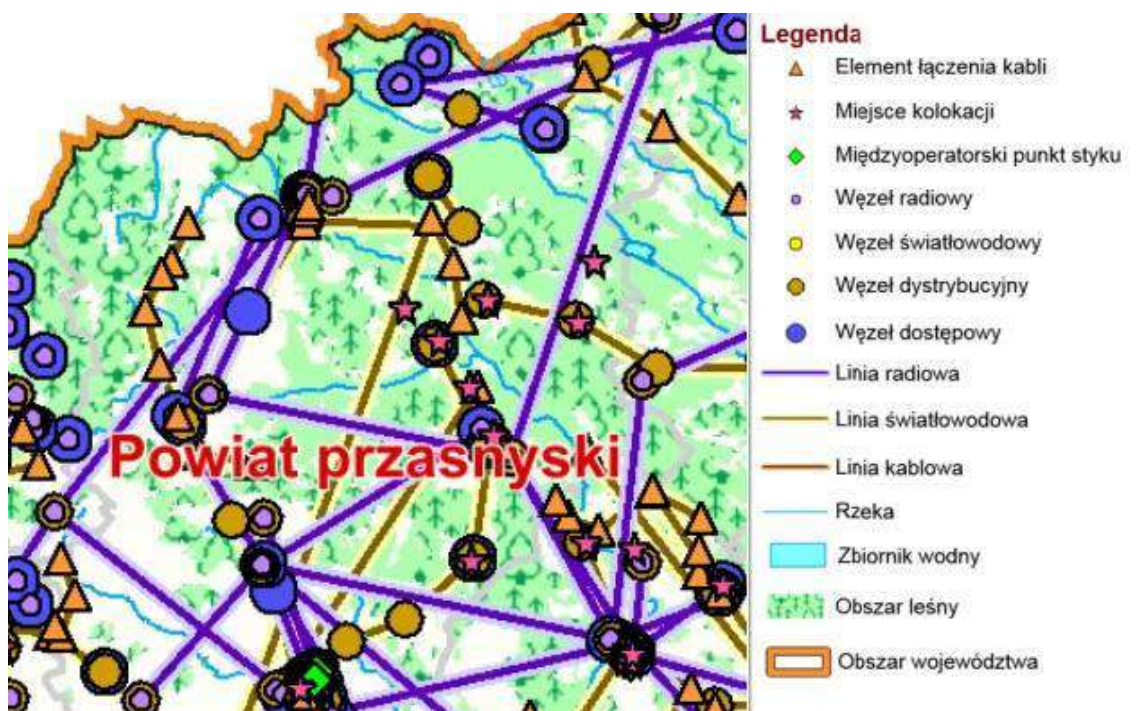 Legenda
Element łączenia kabli
Miejsce kolokacji
Międzyoperatorski punkt styku
Węzeł radiowy
Węzeł światłowodowy
Węzeł dystrybucyjny
Węzeł dostępowy
Linia radiowa
Linia światłowodowa
Linia kablowa
Rzeka
Zbiornik wodny
Obszar leśny
Obszar województwa
Powiat przasnyski